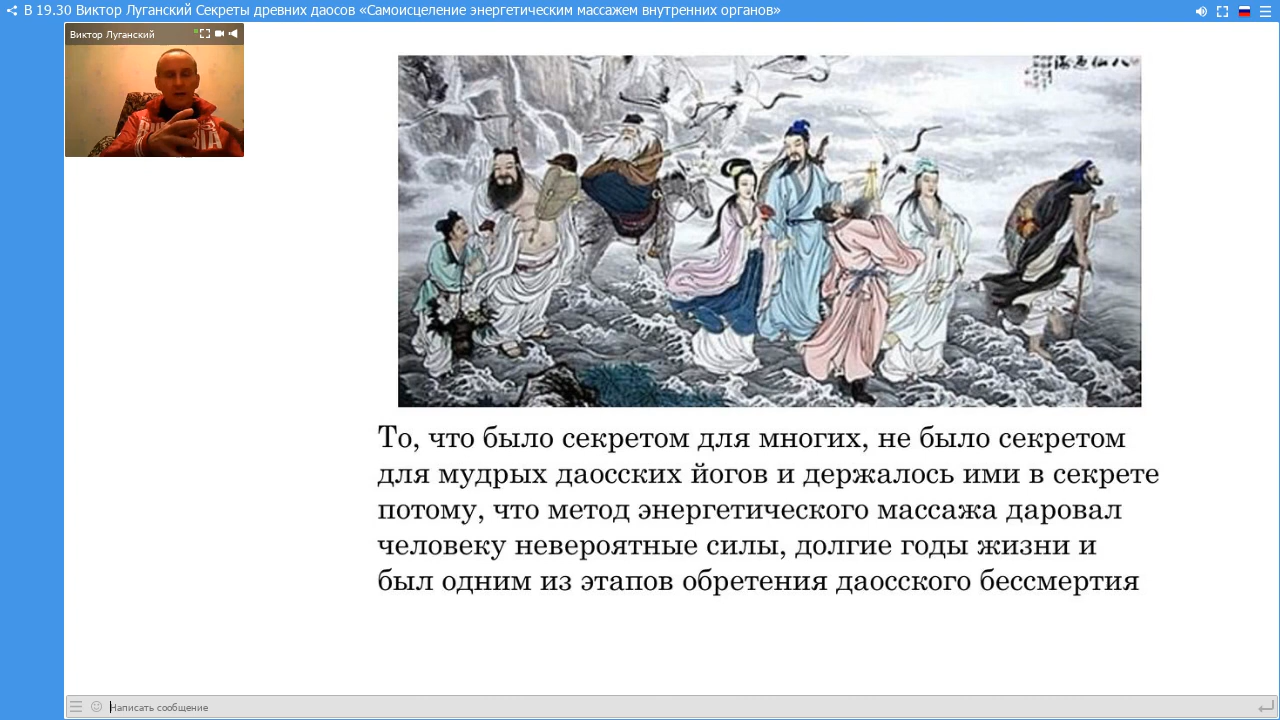 В 19.30 Виктор Луганский Секреты древних даосов «Самоисцеление энергетическим массажем внутренних органов»
Виктор Луганский
То, что было секретом для многих, не было секретом
для мудрых даосских йогов и держалось ими в секрете
потому, что метод энергетического массажа даровал
человеку невероятные силы, долгие годы жизни и
был одним из этапов обретения даосского бессмертия
Написать сообщение